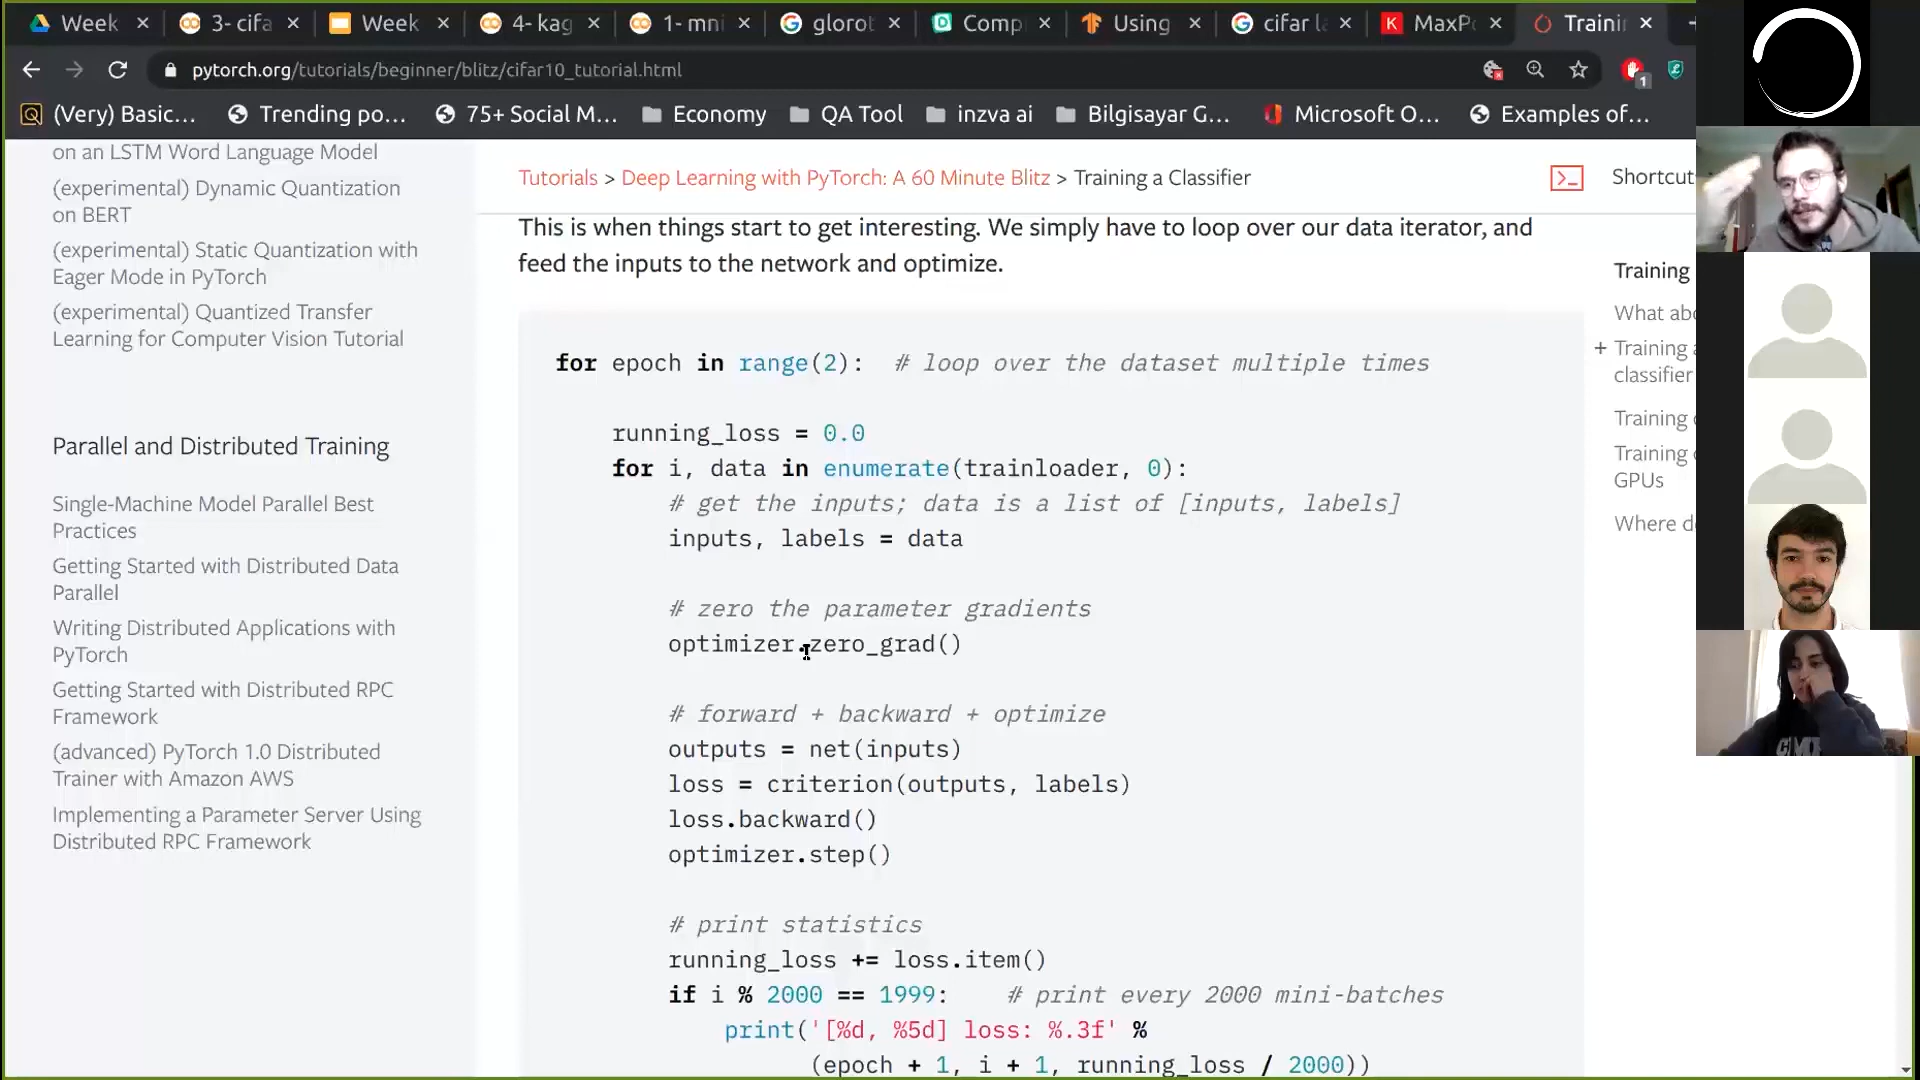 Week
3- cifa
Week
4- kag
1- mni
glorot
Comp
Using
cifar la
MaxPo
Trainin
pytorch.org/tutorials/beginner/blitz/cifar10_tutorial.html
1
(Very) Basic...
Trending po...
75+ Social M...
Economy
QA Tool
inzva ai
Bilgisayar G...
Microsoft O...
Examples of...
on an LSTM Word Language Model
(experimental) Dynamic Quantization
on BERT
(experimental) Static Quantization with
Eager Mode in PyTorch
(experimental) Quantized Transfer
Learning for Computer Vision Tutorial
Parallel and Distributed Training
Single-Machine Model Parallel Best
Practices
Getting Started with Distributed Data
Parallel
Writing Distributed Applications with
PyTorch
Getting Started with Distributed RPC
Framework
(advanced) PyTorch 1.0 Distributed
Trainer with Amazon AWS
Implementing a Parameter Server Using
Distributed RPC Framework
Tutorials > Deep Learning with PyTorch: A 60 Minute Blitz > Training a Classifier
Shortcut
This is when things start to get interesting. We simply have to loop over our data iterator, and
feed the inputs to the network and optimize.
for epoch in range(2):  # loop over the dataset multiple times
running_loss = 0.0
for i, data in enumerate(trainloader, 0):
# get the inputs; data is a list of [inputs, labels]
inputs, labels = data
# zero the parameter gradients
optimizer.zero_grad()
# forward + backward + optimize
outputs = net(inputs)
loss = criterion(outputs, labels)
loss.backward()
optimizer.step()
# print statistics
running_loss += loss.item()
if i % 2000 == 1999:    # print every 2000 mini-batches
print('[%d, %5d] loss: %.3f' %
(epoch + 1, i + 1, running_loss / 2000))
Training
What abo
+ Training a
classifier
Training o
Training o
GPUs
Where d